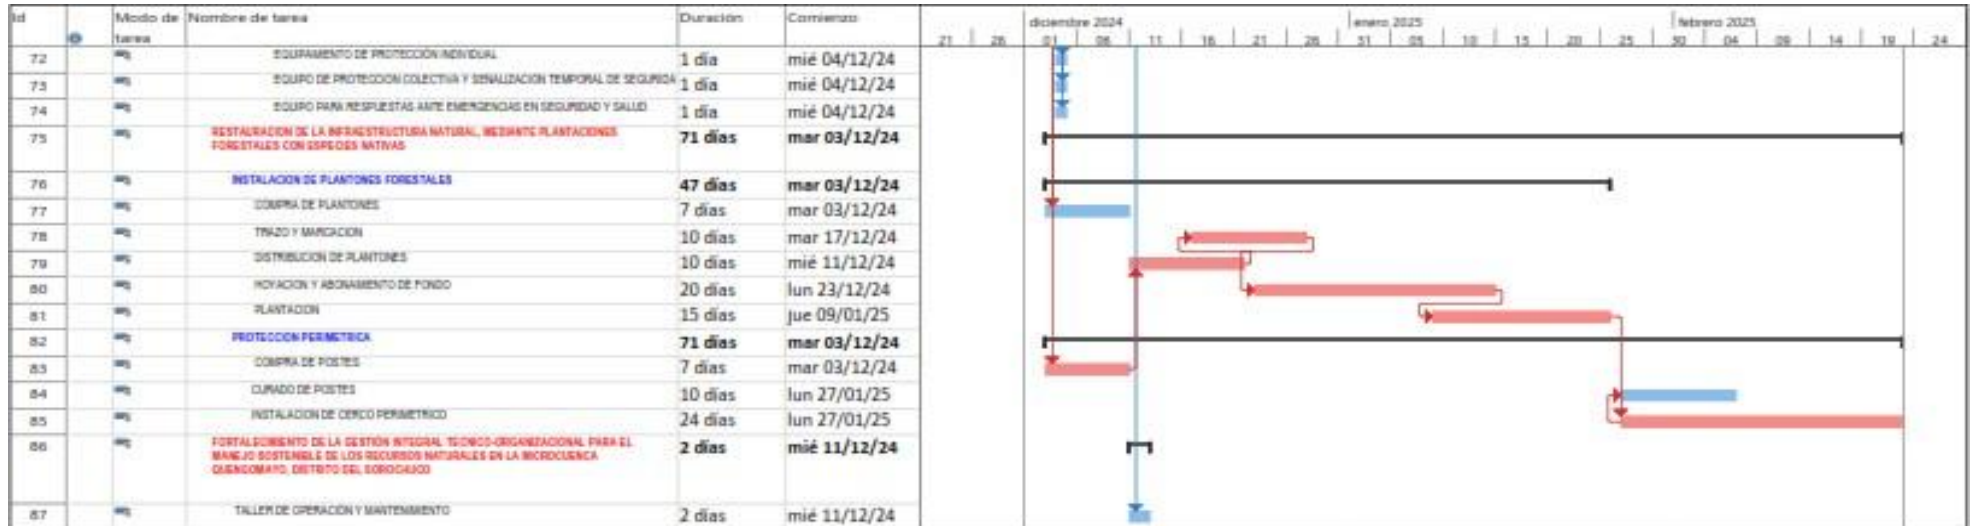 Id Modo de tarea Nombre de tarea Duración Comienzo diciembre 2024 enero 2025 febrero 2025
21 26 01 06 11 16 21 26 31 05 10 15 20 25 30 04 09 14 19 24
72 EQUIPAMIENTO DE PROTECCIÓN INDIVIDUAL 1 día mié 04/12/24
73 EQUIPO DE PROTECCION COLECTIVA Y SEÑALIZACION TEMPORAL DE SEGURIDA 1 día mié 04/12/24
74 EQUIPO PARA RESPUESTAS ANTE EMERGENCIAS EN SEGURIDAD Y SALUD 1 día mié 04/12/24
75 RESTAURACION DE LA INFRAESTRUCTURA NATURAL, MEDIANTE PLANTACIONES 71 días mar 03/12/24
FORESTALES CON ESPECIES NATIVAS
76 INSTALACION DE PLANTONES FORESTALES 47 días mar 03/12/24
77 COMPRA DE PLANTONES 7 días mar 03/12/24
78 TRAZO Y MARCACION 10 días mar 17/12/24
79 DISTRIBUCION DE PLANTONES 10 días mié 11/12/24
80 HOYACION Y ABONAMIENTO DE FONDO 20 días lun 23/12/24
81 PLANTACION 15 días jue 09/01/25
82 PROTECCION PERIMETRICA 71 días mar 03/12/24
83 COMPRA DE POSTES 7 días mar 03/12/24
84 CURADO DE POSTES 10 días lun 27/01/25
85 INSTALACION DE CERCO PERIMETRICO 24 días lun 27/01/25
86 FORTALECIMIENTO DE LA GESTIÓN INTEGRAL TECNICO-ORGANIZACIONAL PARA EL 2 días mié 11/12/24
MANEJO SOSTENIBLE DE LOS RECURSOS NATURALES EN LA MICROCUENCA
QUENGOMAYO, DISTRITO DEL SOROCHUCO
87 TALLER DE OPERACIÓN Y MANTENIMIENTO 2 días mié 11/12/24